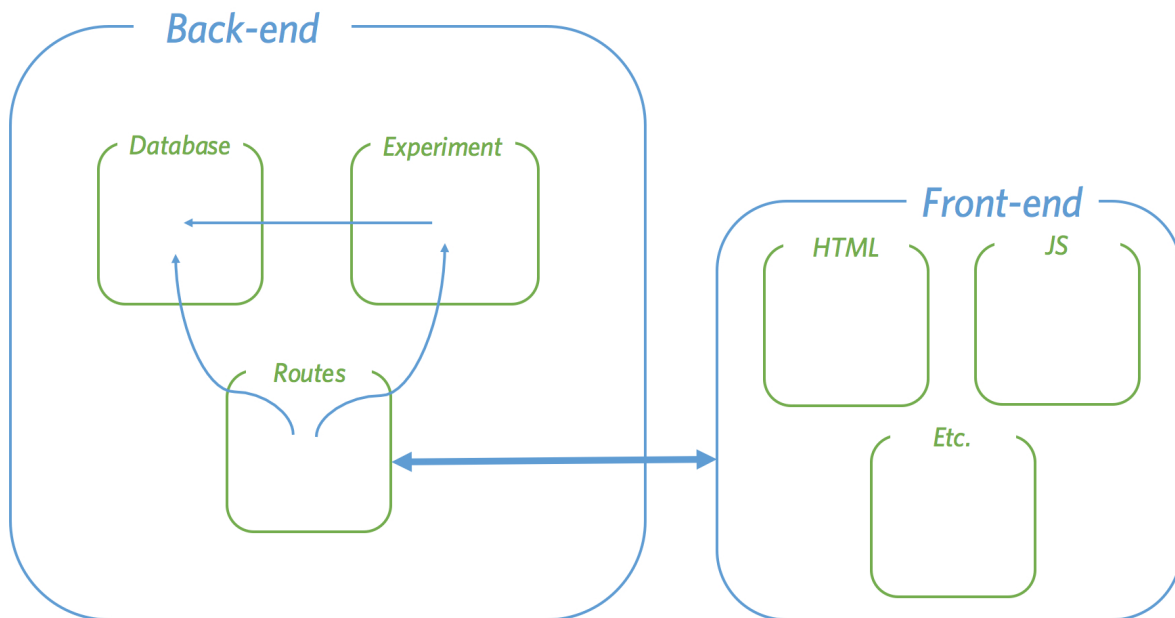 Back-end
Database
Experiment
Routes
Front-end
HTML
JS
Etc.